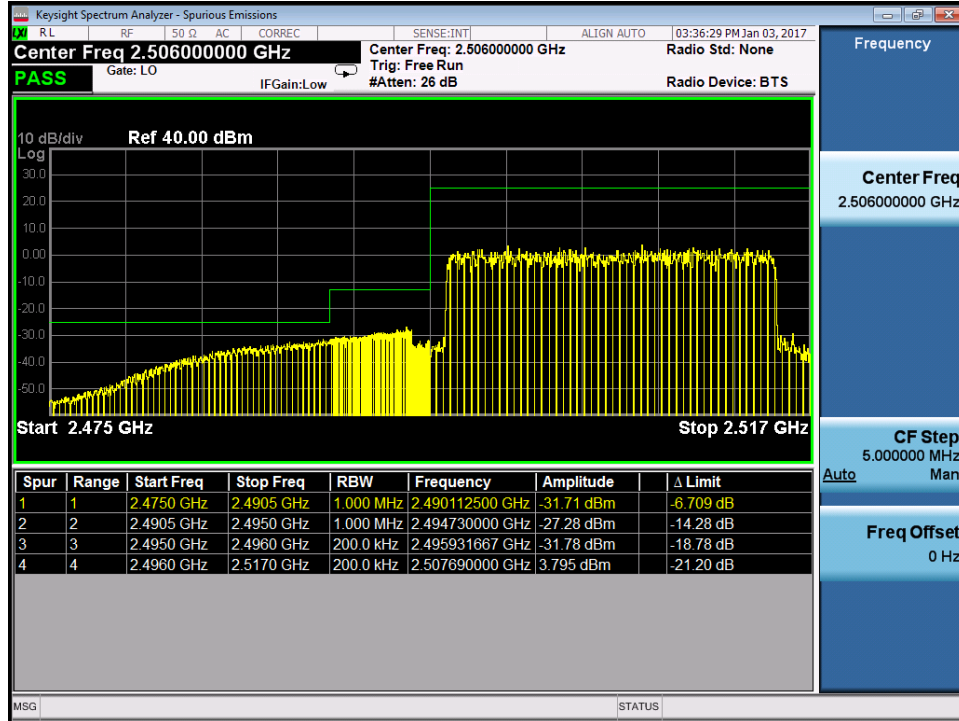 Keysight Spectrum Analyzer - Spurious Emissions
LXI RL RF 50 Ω AC CORREC SENSE:INT ALIGN AUTO 03:36:29 PM Jan 03, 2017
Center Freq 2.506000000 GHz Center Freq: 2.506000000 GHz Radio Std: None
Trig: Free Run
PASS Gate: LO IFGain:Low #Atten: 26 dB Radio Device: BTS
10 dB/div Ref 40.00 dBm
Log
30.0
20.0
10.0
0.00
-10.0
-20.0
-30.0
-40.0
-50.0
Start 2.475 GHz Stop 2.517 GHz
Spur Range Start Freq Stop Freq RBW Frequency Amplitude Δ Limit
1 1 2.4750 GHz 2.4905 GHz 1.000 MHz 2.490112500 GHz -31.71 dBm -6.709 dB
2 2 2.4905 GHz 2.4950 GHz 1.000 MHz 2.494730000 GHz -27.28 dBm -14.28 dB
3 3 2.4950 GHz 2.4960 GHz 200.0 kHz 2.495931667 GHz -31.78 dBm -18.78 dB
4 4 2.4960 GHz 2.5170 GHz 200.0 kHz 2.507690000 GHz 3.795 dBm -21.20 dB
MSG STATUS
Frequency
Center Freq
2.506000000 GHz
CF Step
5.000000 MHz
Auto Man
Freq Offset
0 Hz